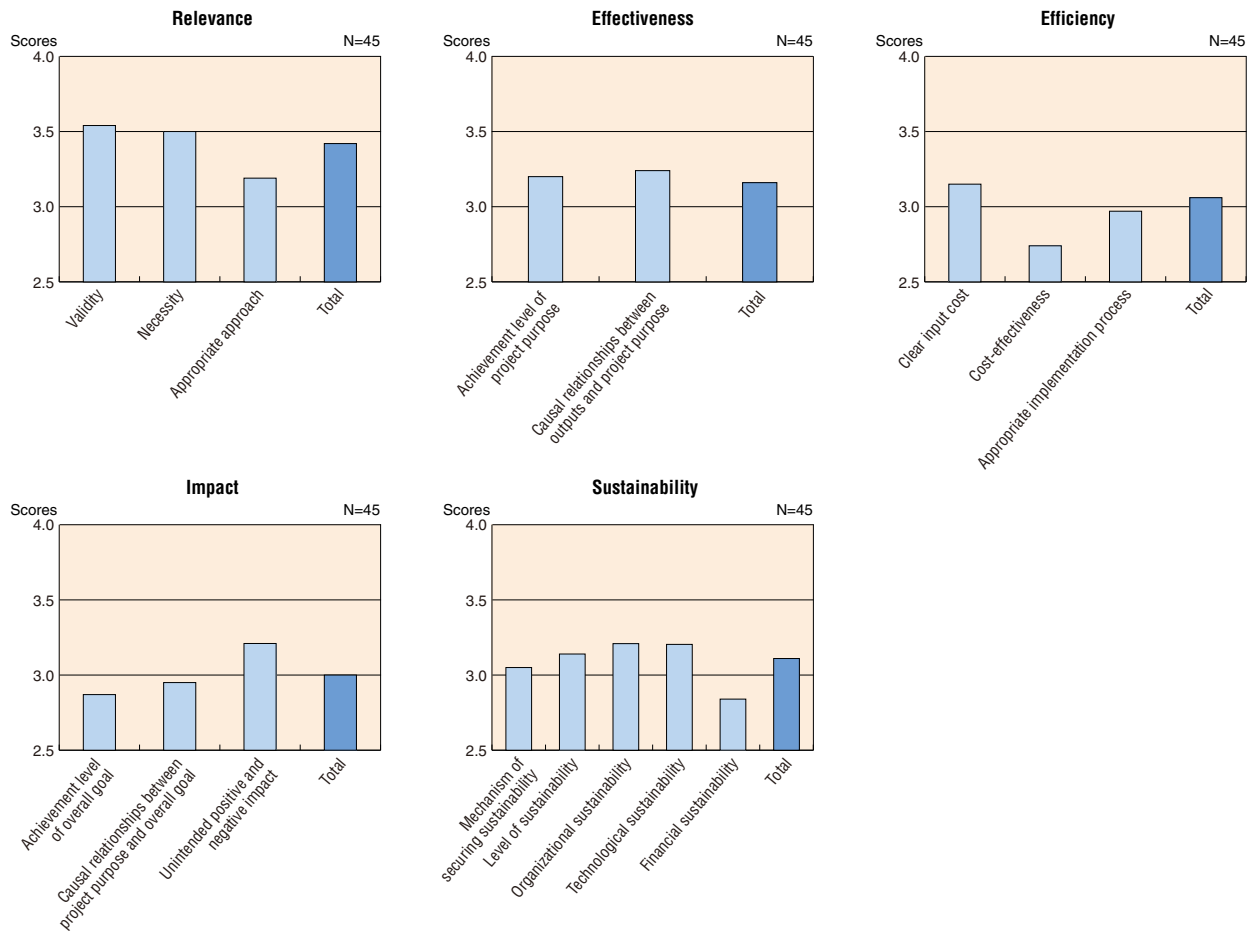 Relevance
Scores
N=45
4.0
3.5
3.0
2.5
Validity
Necessity
Appropriate approach
Total
Effectiveness
Scores
N=45
4.0
3.5
3.0
2.5
Achievement level of
project purpose
Causal relationships between
outputs and project purpose
Total
Efficiency
Scores
N=45
4.0
3.5
3.0
2.5
Clear input cost
Cost-effectiveness
Appropriate implementation process
Total
Impact
Scores
N=45
4.0
3.5
3.0
2.5
Achievement level
of overall goal
Causal relationships between
project purpose and overall goal
Unintended positive and
negative impact
Total
Sustainability
Scores
N=45
4.0
3.5
3.0
2.5
Mechanism of
securing sustainability
Level of sustainability
Organizational sustainability
Technological sustainability
Financial sustainability
Total